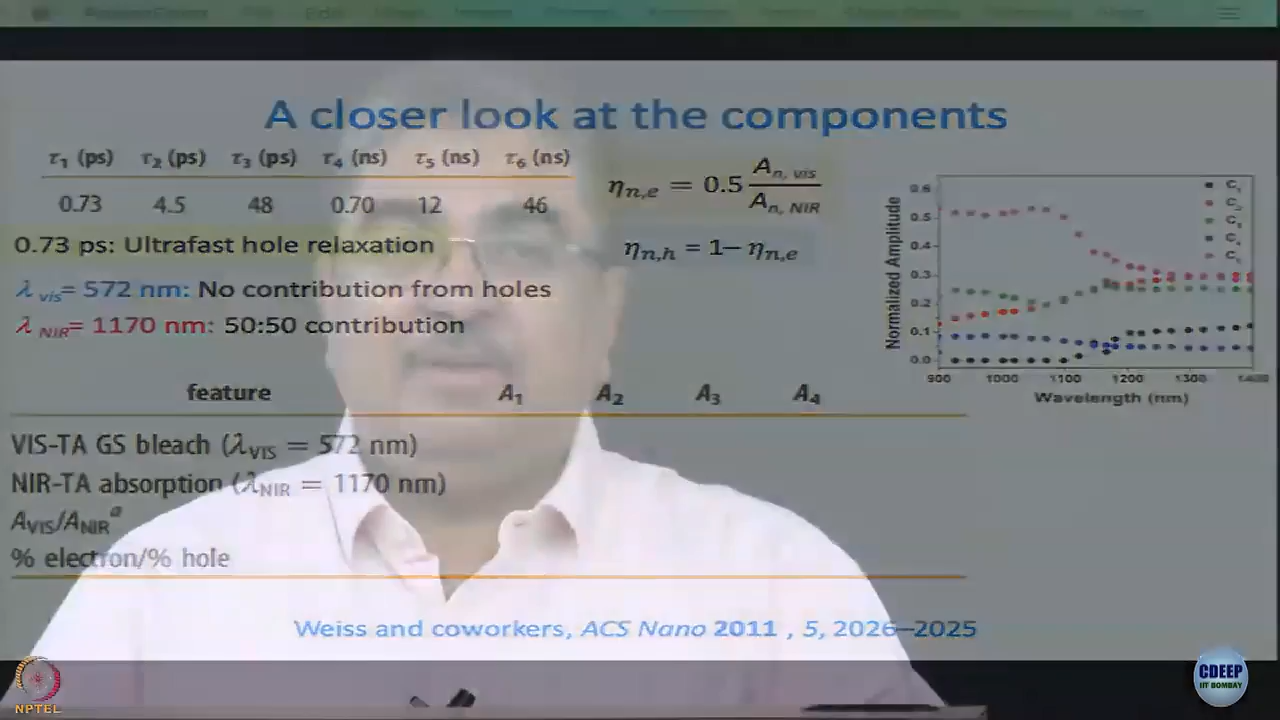 A closer look at the components
τ₁ (ps) τ₂ (ps) τ₃ (ps) τ₄ (ns) τ₅ (ns) τ₆ (ns)
0.73 4.5 48 0.70 12 46
0.73 ps: Ultrafast hole relaxation
λ vis= 572 nm: No contribution from holes
λ NIR= 1170 nm: 50:50 contribution
ηn,e = 0.5 An, vis / An, NIR
ηn,h = 1− ηn,e
Normalized Amplitude
0.6
0.5
0.4
0.3
0.2
0.1
0.0
900 1000 1100 1200 1300 1400
Wavelength (nm)
C₁
feature A₁ A₂ A₃ A₄
VIS-TA GS bleach (λVIS = 572 nm)
NIR-TA absorption (λNIR = 1170 nm)
AVIS/ANIRᵃ
% electron/% hole
Weiss and coworkers, ACS Nano 2011 , 5, 2026–2025
NPTEL
CDEEP
IIT BOMBAY